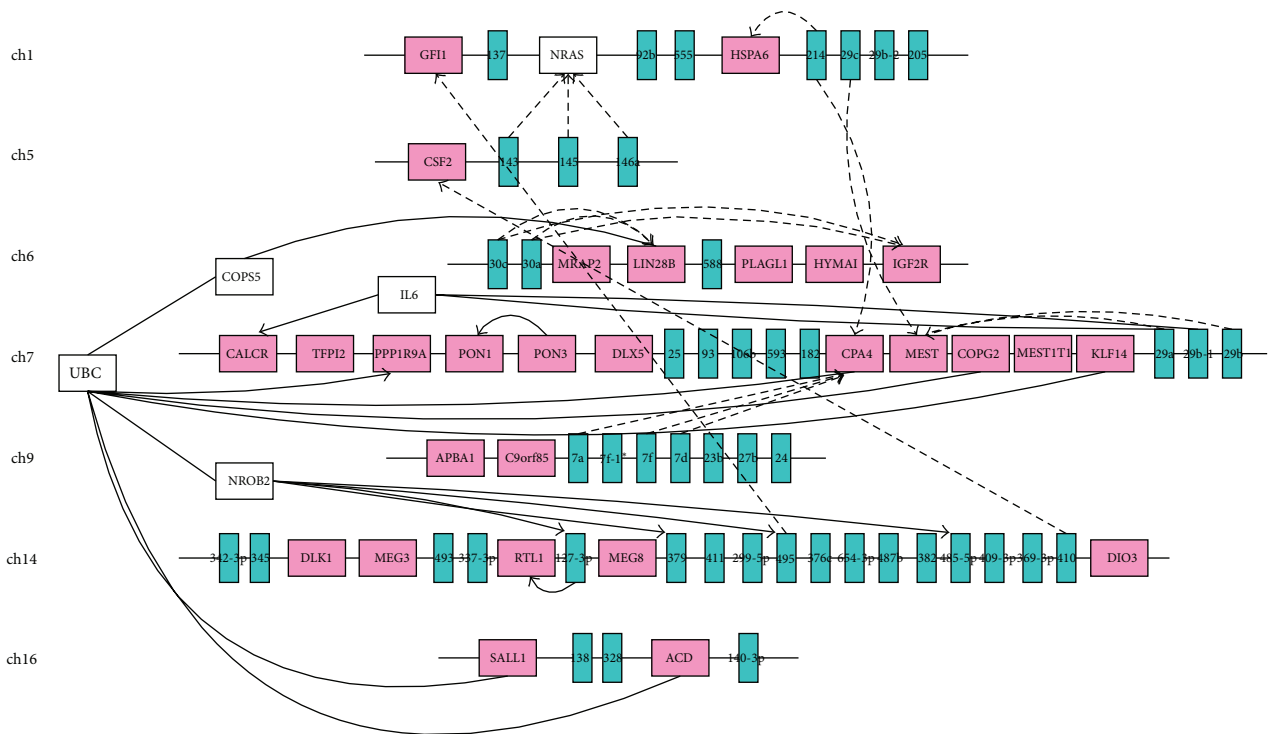 ch1 GFI1 137 NRAS 92b 555 HSPA6 214 29c 29b-2 205
ch5 CSF2 143 145 146a
ch6 30c 30a MRAP2 LIN28B 588 PLAGL1 HYMAI IGF2R
COPS5
IL6
ch7 CALCR TFPI2 PPP1R9A PON1 PON3 DLX5 25 93 106b 593 182 CPA4 MEST COPG2 MEST1T1 KLF14 29a 29b-1 29b
UBC
ch9 APBA1 C9orf85 7a 7f-1* 7f 7d 23b 27b 24
NROB2
ch14 342-3p 345 DLK1 MEG3 493 337-3p RTL1 127-3p MEG8 379 411 299-5p 495 376c 654-3p 487b 382 485-5p 409-3p 369-3p 410 DIO3
ch16 SALL1 138 328 ACD 140-3p